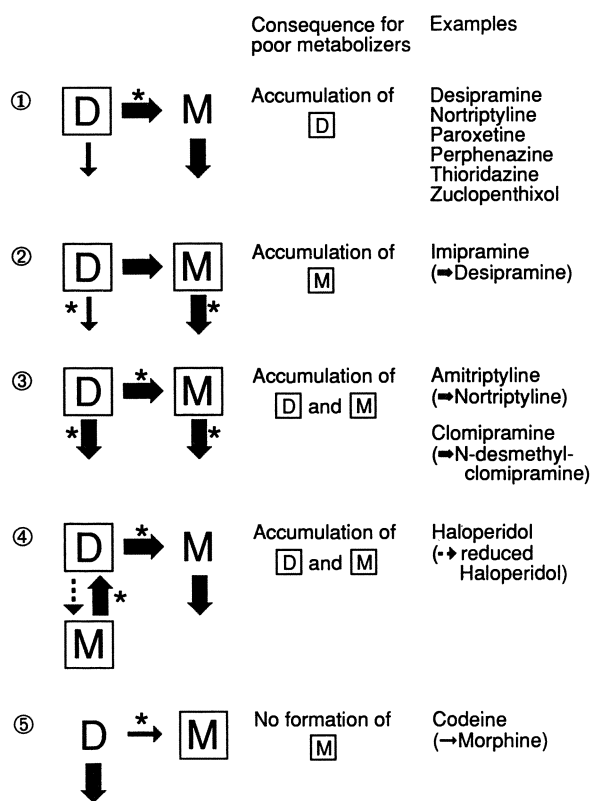 Consequence for poor metabolizers
Examples
① D * M
Accumulation of
D
Desipramine
Nortriptyline
Paroxetine
Perphenazine
Thioridazine
Zuclopenthixol
② D M
* *
Accumulation of
M
Imipramine
(➡Desipramine)
③ D * M
* *
Accumulation of
D and M
Amitriptyline
(➡Nortriptyline)
Clomipramine
(➡N-desmethyl-
clomipramine)
④ D * M
*
M
Accumulation of
D and M
Haloperidol
(⇢ reduced
Haloperidol)
⑤ D * M
No formation of
M
Codeine
(→Morphine)